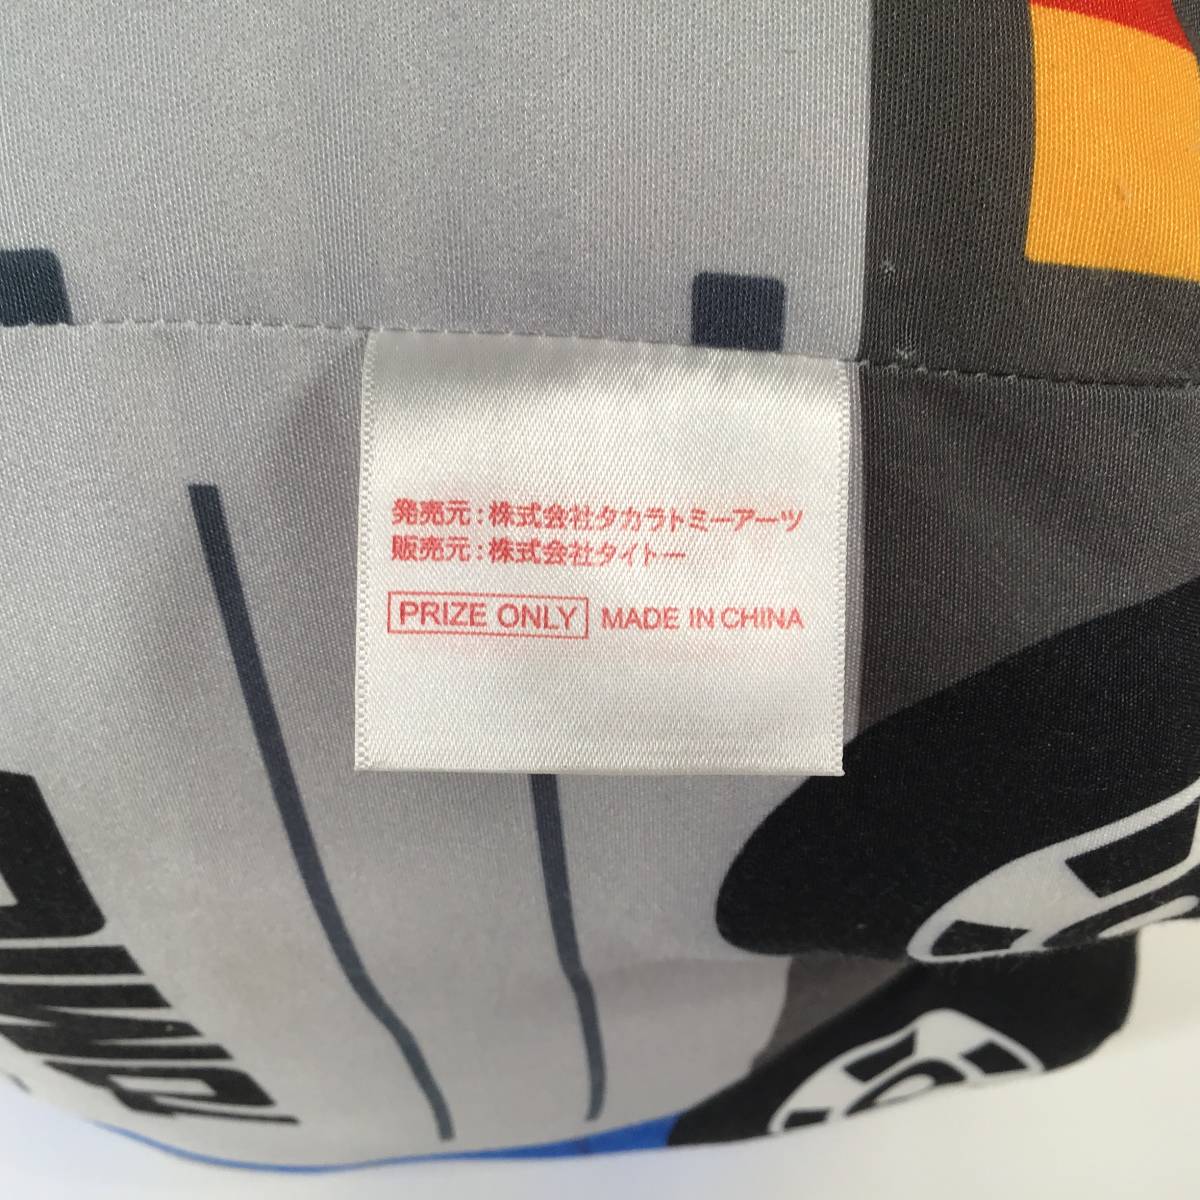 発売元:株式会社タカラトミーアーツ
販売元:株式会社タイトー
PRIZE ONLY MADE IN CHINA